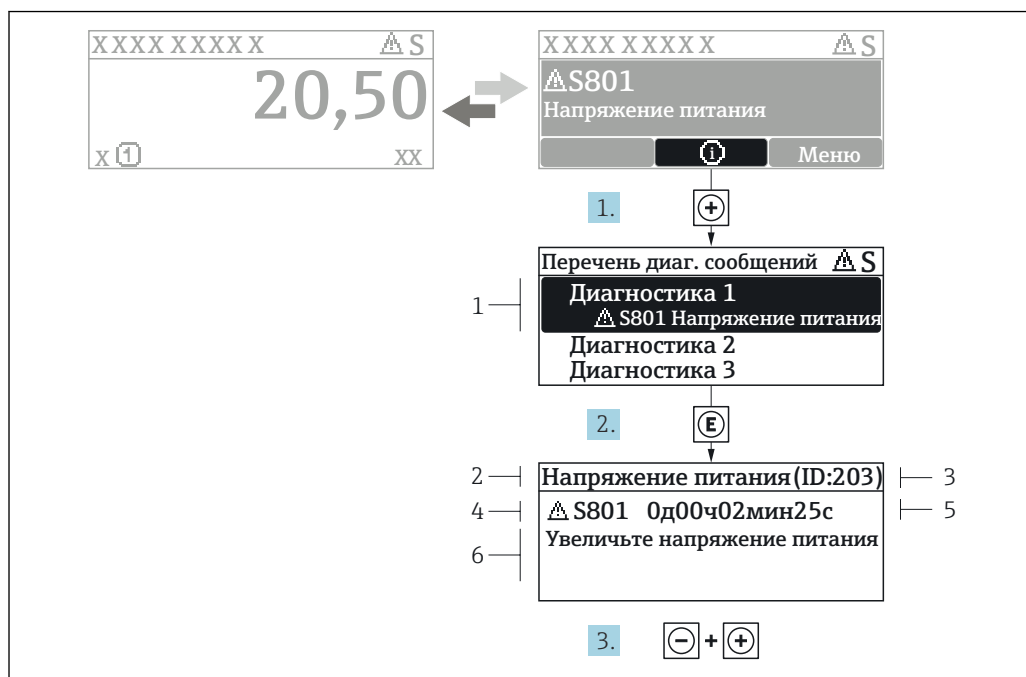 XXXX XXXXX ⚠ S
20,50
x 1 XX
XXXX XXXXX ⚠ S
⚠S801
Напряжение питания
i Меню
1. +
Перечень диаг. сообщений ⚠ S
1
Диагностика 1
⚠ S801 Напряжение питания
Диагностика 2
Диагностика 3
2. E
2 Напряжение питания (ID:203) 3
4 ⚠ S801 0д00ч02мин25с 5
6 Увеличьте напряжение питания
3. - + +